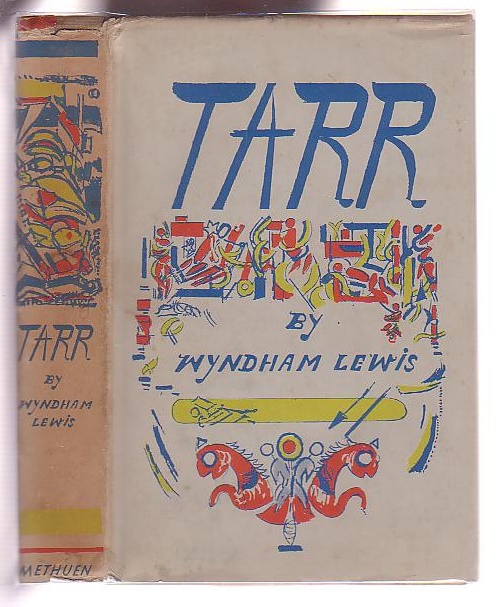 TARR
BY
WYNDHAM LEWIS
TARR
BY
WYNDHAM
LEWIS
METHUEN